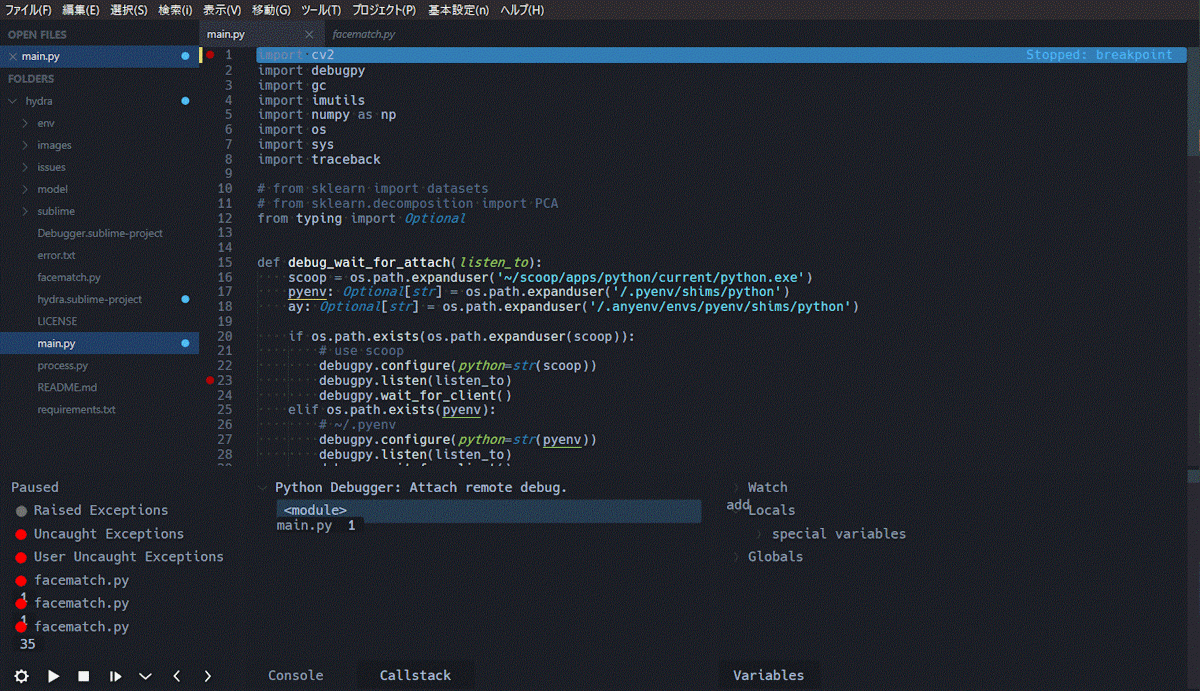 ファイル(F) 編集(E) 選択(S) 検索(i) 表示(V) 移動(G) ツール(T) プロジェクト(P) 基本設定(n) ヘルプ(H)
OPEN FILES
main.py
FOLDERS
hydra
env
images
issues
model
sublime
Debugger.sublime-project
error.txt
facematch.py
hydra.sublime-project
LICENSE
main.py
process.py
README.md
requirements.txt
main.py facematch.py
1 import cv2 Stopped: breakpoint
2 import debugpy
3 import gc
4 import imutils
5 import numpy as np
6 import os
7 import sys
8 import traceback
9
10 # from sklearn import datasets
11 # from sklearn.decomposition import PCA
12 from typing import Optional
13
14
15 def debug_wait_for_attach(listen_to):
16 scoop = os.path.expanduser('~/scoop/apps/python/current/python.exe')
17 pyenv: Optional[str] = os.path.expanduser('/.pyenv/shims/python')
18 ay: Optional[str] = os.path.expanduser('/.anyenv/envs/pyenv/shims/python')
19
20 if os.path.exists(os.path.expanduser(scoop)):
21 # use scoop
22 debugpy.configure(python=str(scoop))
23 debugpy.listen(listen_to)
24 debugpy.wait_for_client()
25 elif os.path.exists(pyenv):
26 # ~/.pyenv
27 debugpy.configure(python=str(pyenv))
28 debugpy.listen(listen_to)
Paused
Raised Exceptions
Uncaught Exceptions
User Uncaught Exceptions
facematch.py
1
facematch.py
1
facematch.py
35
Python Debugger: Attach remote debug.
<module>
main.py 1
Watch
add
Locals
special variables
Globals
Console Callstack Variables